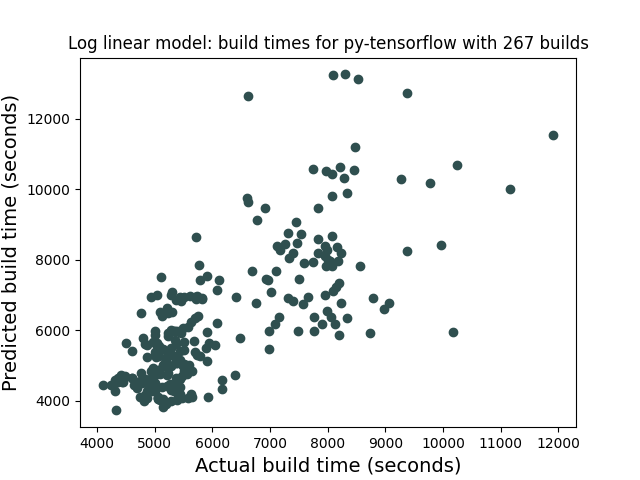 Log linear model: build times for py-tensorflow with 267 builds
Predicted build time (seconds)
12000
10000
8000
6000
4000
4000 5000 6000 7000 8000 9000 10000 11000 12000
Actual build time (seconds)